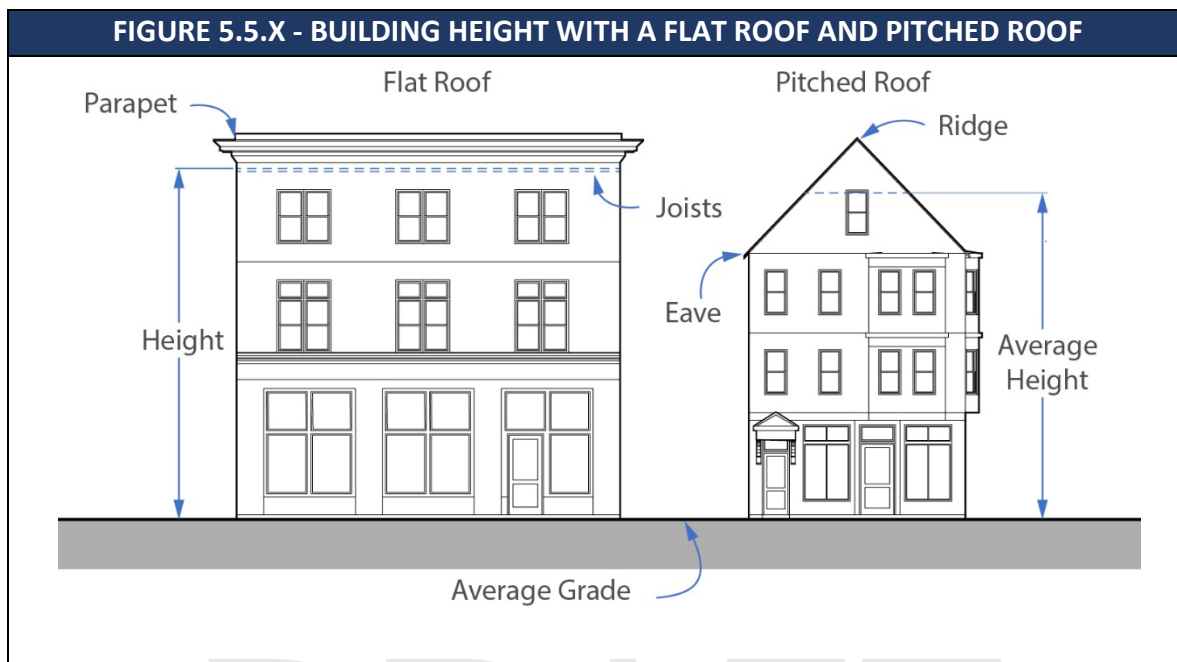 FIGURE 5.5.X - BUILDING HEIGHT WITH A FLAT ROOF AND PITCHED ROOF
Flat Roof
Pitched Roof
Parapet
Ridge
Joists
Eave
Height
Average
Height
Average Grade